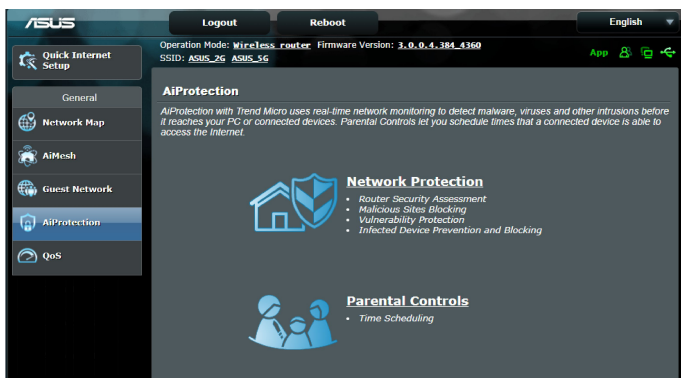 ASUS
Logout
Reboot
English
Quick Internet
Setup
Operation Mode: Wireless router Firmware Version: 3.0.0.4.384_4360
SSID: ASUS_2G ASUS_5G
App
General
Network Map
AiMesh
Guest Network
AiProtection
QoS
AiProtection
AiProtection with Trend Micro uses real-time network monitoring to detect malware, viruses and other intrusions before
it reaches your PC or connected devices. Parental Controls let you schedule times that a connected device is able to
access the Internet.
Network Protection
• Router Security Assessment
• Malicious Sites Blocking
• Vulnerability Protection
• Infected Device Prevention and Blocking
Parental Controls
• Time Scheduling